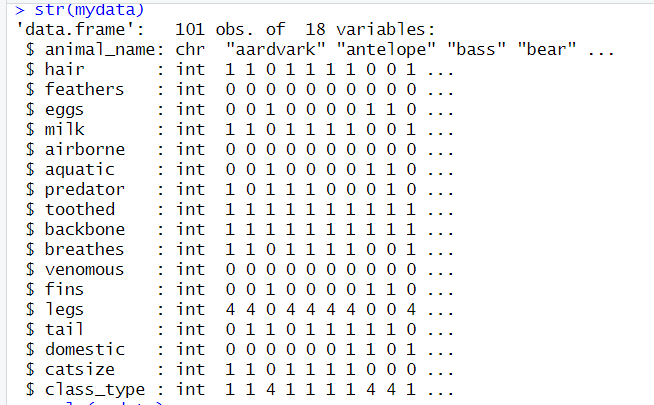 > str(mydata)
'data.frame':   101 obs. of  18 variables:
 $ animal_name: chr  "aardvark" "antelope" "bass" "bear" ...
 $ hair       : int  1 1 0 1 1 1 1 0 0 1 ...
 $ feathers   : int  0 0 0 0 0 0 0 0 0 0 ...
 $ eggs       : int  0 0 1 0 0 0 0 1 1 0 ...
 $ milk       : int  1 1 0 1 1 1 1 0 0 1 ...
 $ airborne   : int  0 0 0 0 0 0 0 0 0 0 ...
 $ aquatic    : int  0 0 1 0 0 0 0 1 1 0 ...
 $ predator   : int  1 0 1 1 1 0 0 0 1 0 ...
 $ toothed    : int  1 1 1 1 1 1 1 1 1 1 ...
 $ backbone   : int  1 1 1 1 1 1 1 1 1 1 ...
 $ breathes   : int  1 1 0 1 1 1 1 0 0 1 ...
 $ venomous   : int  0 0 0 0 0 0 0 0 0 0 ...
 $ fins       : int  0 0 1 0 0 0 0 1 1 0 ...
 $ legs       : int  4 4 0 4 4 4 4 0 0 4 ...
 $ tail       : int  0 1 1 0 1 1 1 1 1 0 ...
 $ domestic   : int  0 0 0 0 0 0 1 1 0 1 ...
 $ catsize    : int  1 1 0 1 1 1 1 0 0 0 ...
 $ class_type : int  1 1 4 1 1 1 1 4 4 1 ...